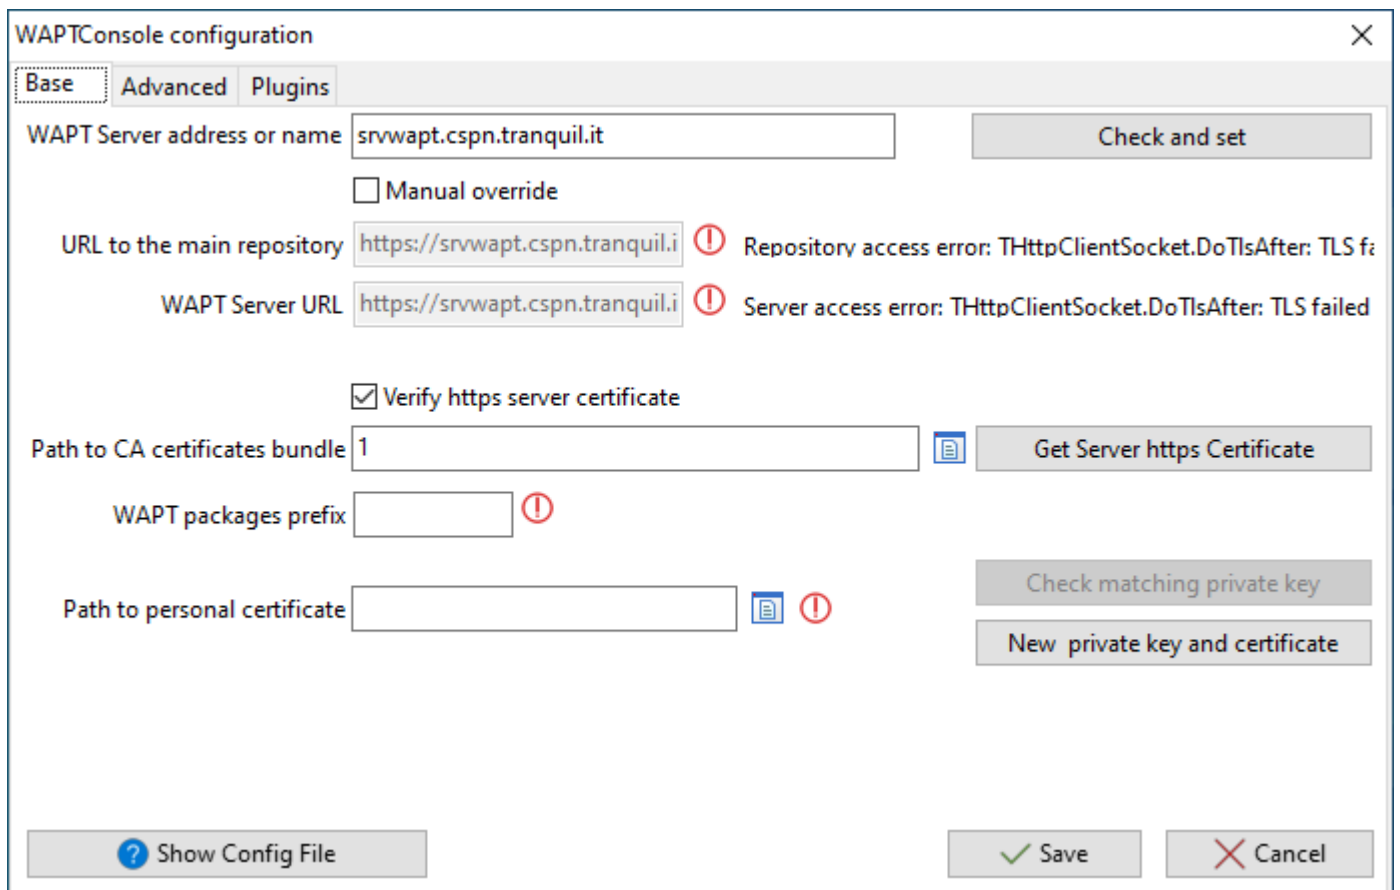 WAPTConsole configuration
Base Advanced Plugins
WAPT Server address or name srvwapt.cspn.tranquil.it Check and set
Manual override
URL to the main repository https://srvwapt.cspn.tranquil.i Repository access error: THttpClientSocket.DoTlsAfter: TLS fa
WAPT Server URL https://srvwapt.cspn.tranquil.i Server access error: THttpClientSocket.DoTlsAfter: TLS failed
Verify https server certificate
Path to CA certificates bundle 1 Get Server https Certificate
WAPT packages prefix
Check matching private key
Path to personal certificate
New private key and certificate
Show Config File Save Cancel